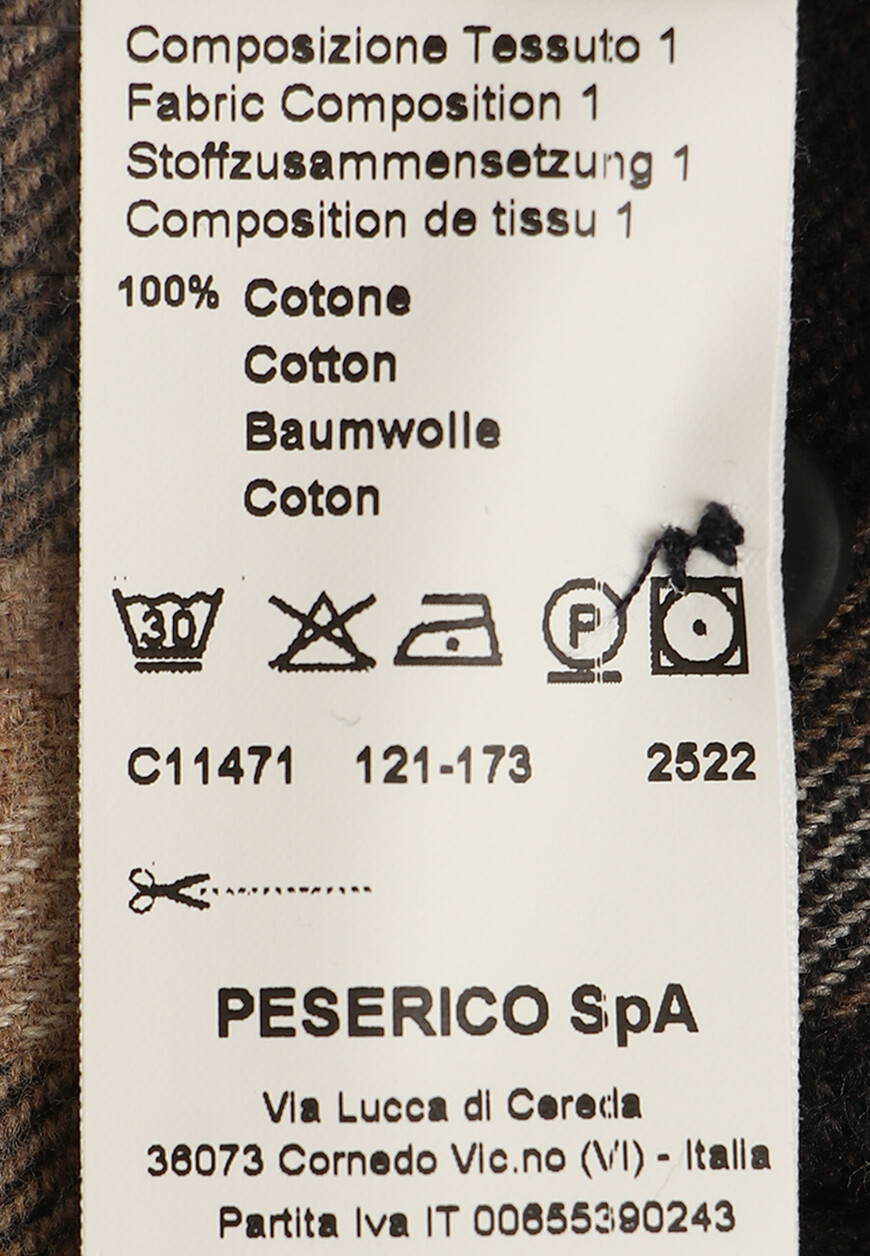 Composizione Tessuto 1
Fabric Composition 1
Stoffzusammensetzung 1
Composition de tissu 1
100% Cotone
Cotton
Baumwolle
Coton
30 P
C11471 121-173 2522
PESERICO SpA
Via Lucca di Cereda
36073 Cornedo Vic.no (VI) - Italia
Partita Iva IT 00655390243